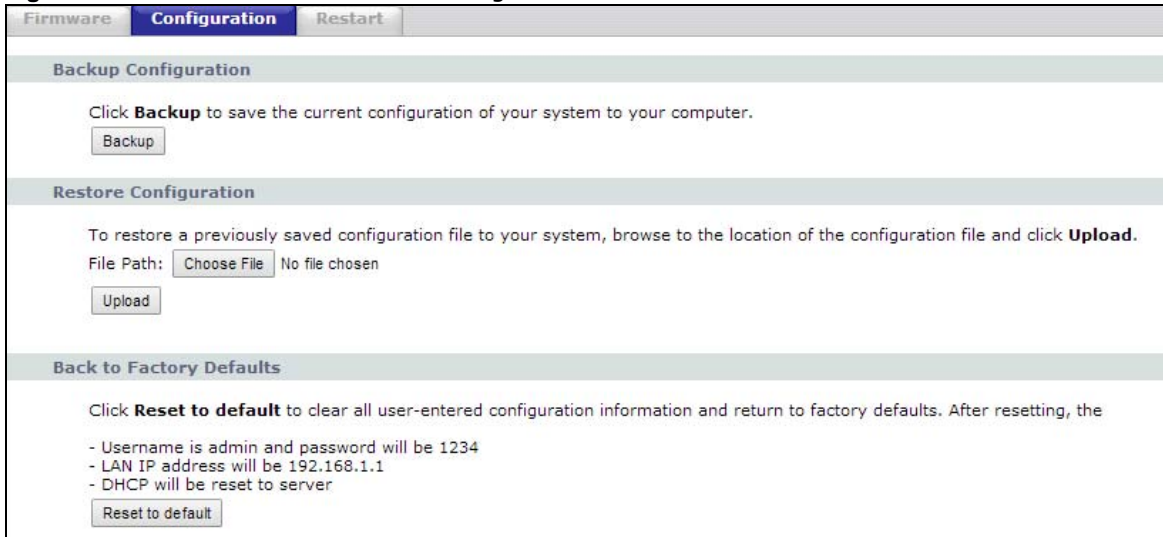 Firmware Configuration Restart
Backup Configuration
Click Backup to save the current configuration of your system to your computer.
Backup
Restore Configuration
To restore a previously saved configuration file to your system, browse to the location of the configuration file and click Upload.
File Path: Choose File No file chosen
Upload
Back to Factory Defaults
Click Reset to default to clear all user-entered configuration information and return to factory defaults. After resetting, the
- Username is admin and password will be 1234
- LAN IP address will be 192.168.1.1
- DHCP will be reset to server
Reset to default